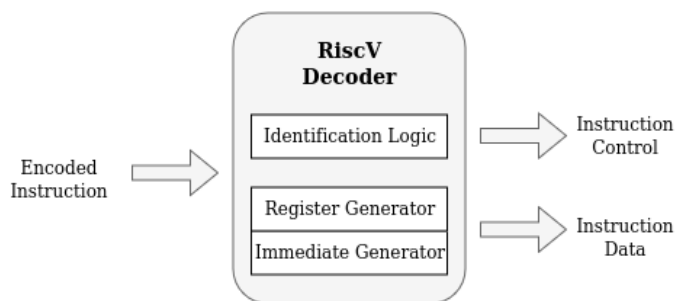 RiscV
Decoder
Identification Logic
Instruction
Control
Encoded
Instruction
Register Generator
Immediate Generator
Instruction
Data